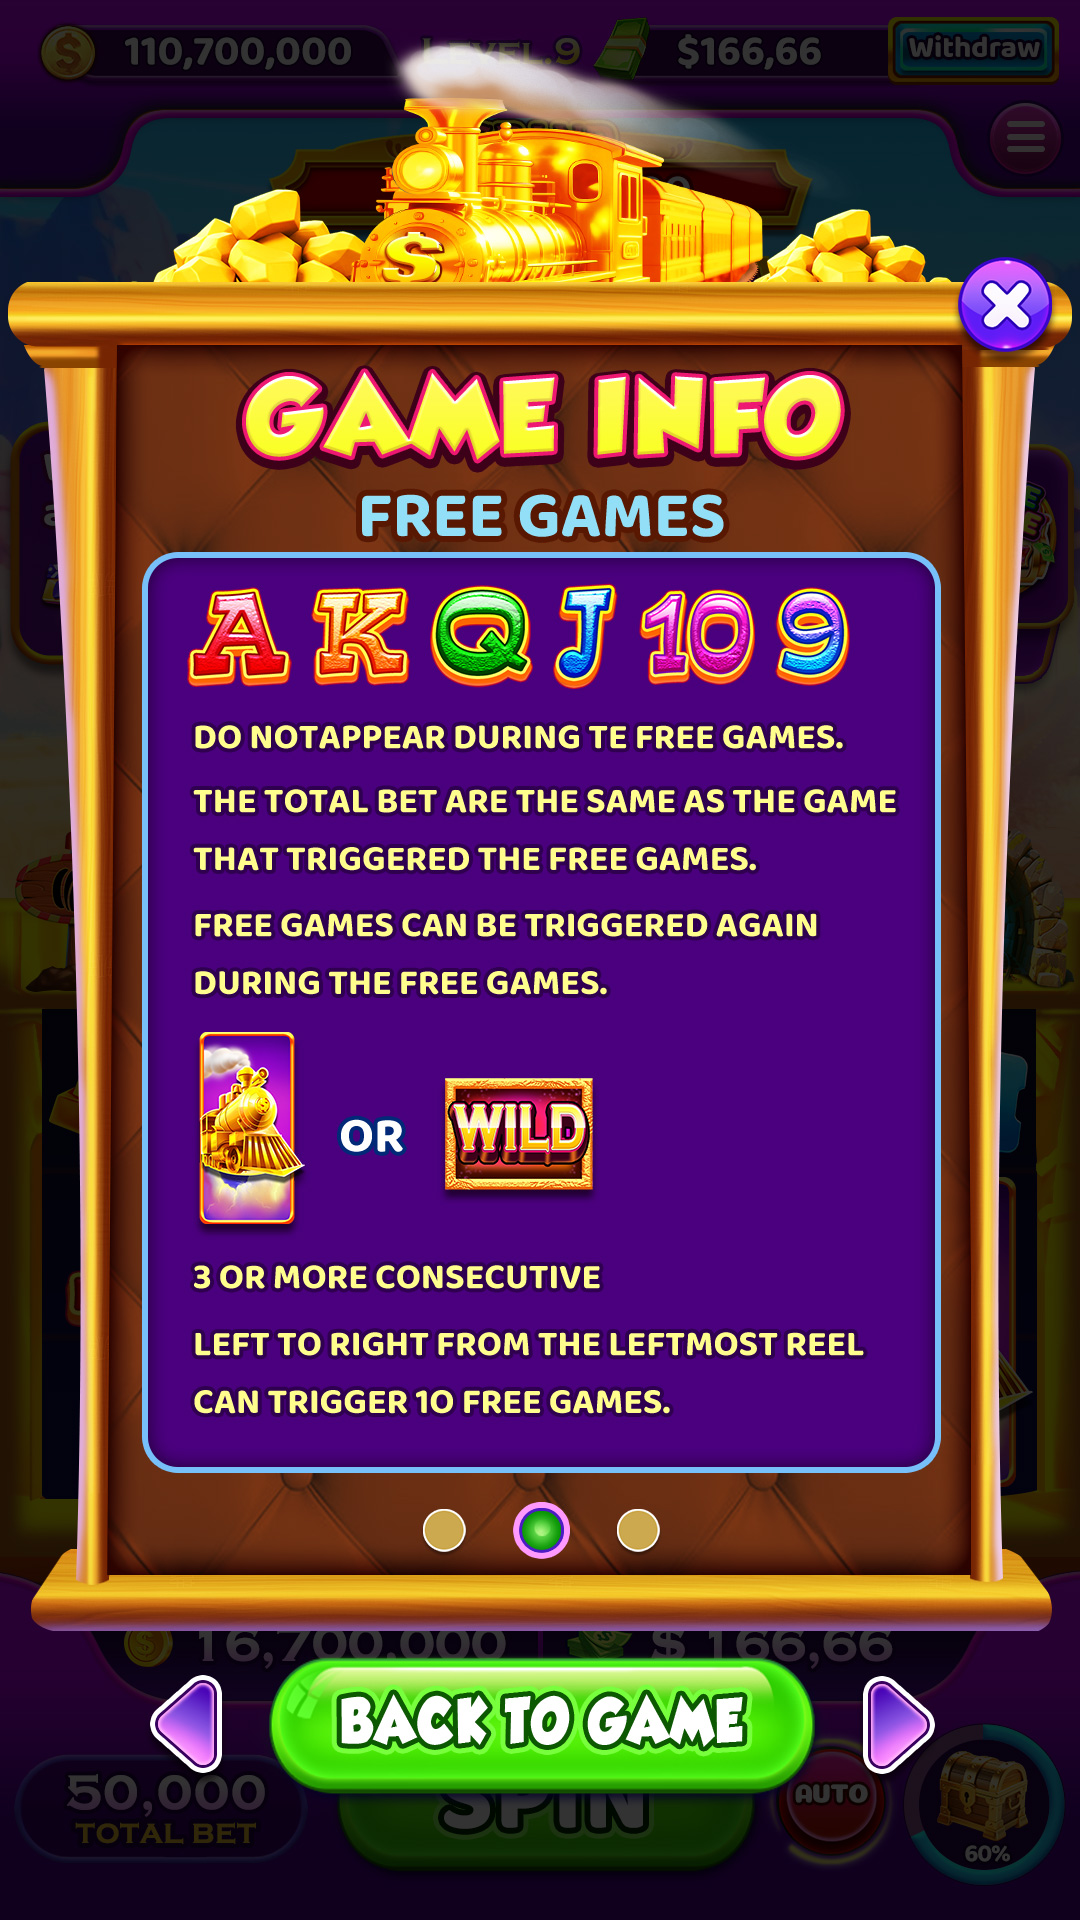 110,700,000
LEVEL.9
$166,66
Withdraw
$
GAME INFO
FREE GAMES
A K Q J 10 9
DO NOTAPPEAR DURING TE FREE GAMES.
THE TOTAL BET ARE THE SAME AS THE GAME
THAT TRIGGERED THE FREE GAMES.
FREE GAMES CAN BE TRIGGERED AGAIN
DURING THE FREE GAMES.
OR
WILD
3 OR MORE CONSECUTIVE
LEFT TO RIGHT FROM THE LEFTMOST REEL
CAN TRIGGER 10 FREE GAMES.
16,700,000
$ 166,66
BACK TO GAME
50,000
TOTAL BET
SPIN
AUTO
60%